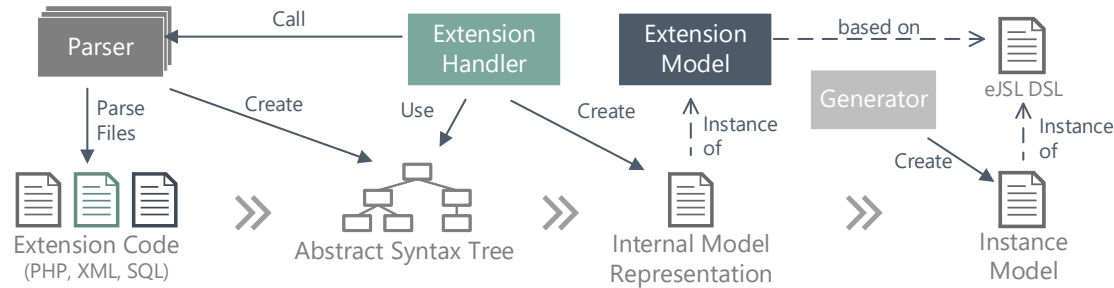 Parser
Call
Extension
Handler
Extension
Model
based on
eJSL DSL
Generator
Parse
Files
Create
Use
Create
Instance
of
Create
Instance
of
Extension Code
(PHP, XML, SQL)
Abstract Syntax Tree
Internal Model
Representation
Instance
Model